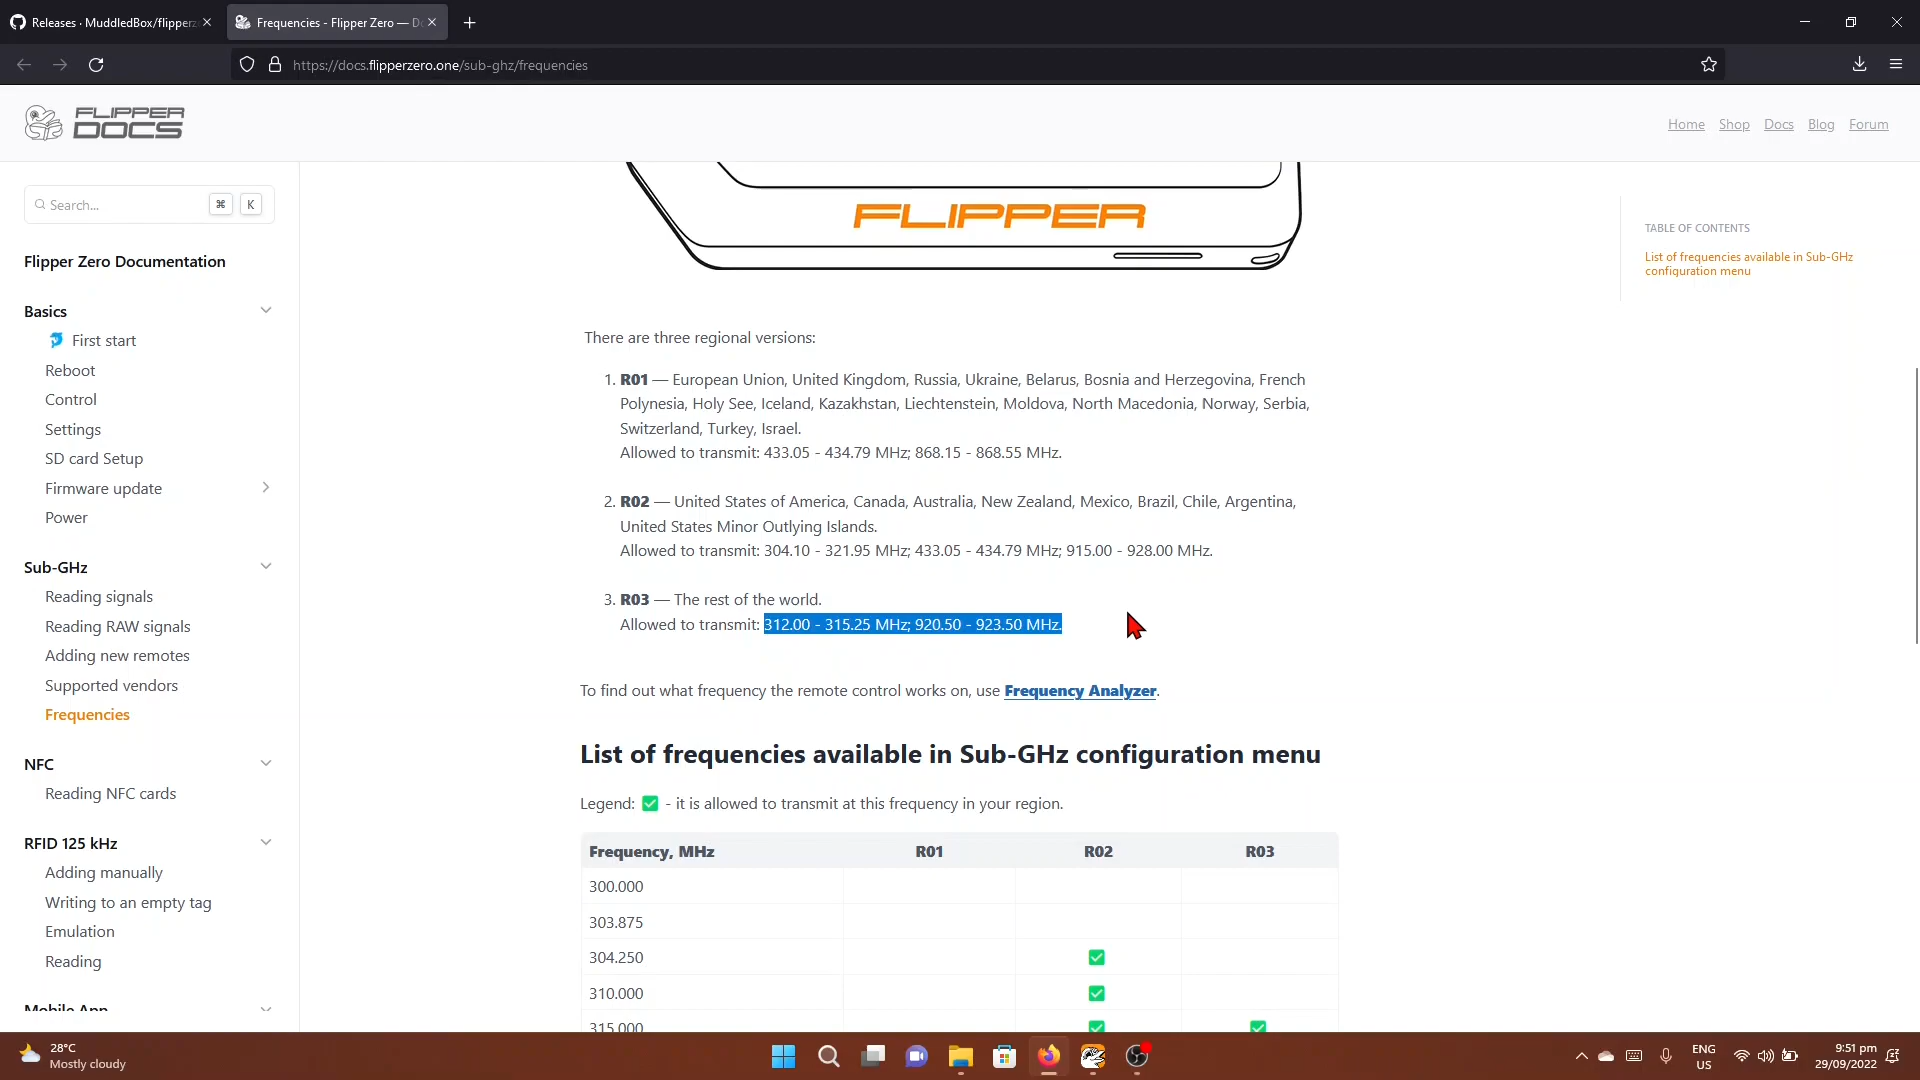 Releases · MuddledBox/flipperz
Frequencies - Flipper Zero — D
https://docs.flipperzero.one/sub-ghz/frequencies
FLIPPER
DOCS
Home Shop Docs Blog Forum
Search... ⌘ K
Flipper Zero Documentation
Basics
First start
Reboot
Control
Settings
SD card Setup
Firmware update
Power
Sub-GHz
Reading signals
Reading RAW signals
Adding new remotes
Supported vendors
Frequencies
NFC
Reading NFC cards
RFID 125 kHz
Adding manually
Writing to an empty tag
Emulation
Reading
Mobile App
FLIPPER
There are three regional versions:
1. R01 — European Union, United Kingdom, Russia, Ukraine, Belarus, Bosnia and Herzegovina, French
Polynesia, Holy See, Iceland, Kazakhstan, Liechtenstein, Moldova, North Macedonia, Norway, Serbia,
Switzerland, Turkey, Israel.
Allowed to transmit: 433.05 - 434.79 MHz; 868.15 - 868.55 MHz.
2. R02 — United States of America, Canada, Australia, New Zealand, Mexico, Brazil, Chile, Argentina,
United States Minor Outlying Islands.
Allowed to transmit: 304.10 - 321.95 MHz; 433.05 - 434.79 MHz; 915.00 - 928.00 MHz.
3. R03 — The rest of the world.
Allowed to transmit: 312.00 - 315.25 MHz; 920.50 - 923.50 MHz.
To find out what frequency the remote control works on, use Frequency Analyzer.
List of frequencies available in Sub-GHz configuration menu
Legend: ✅ - it is allowed to transmit at this frequency in your region.
Frequency, MHz R01 R02 R03
300.000
303.875
304.250 ✅
310.000 ✅
315.000 ✅ ✅
TABLE OF CONTENTS
List of frequencies available in Sub-GHz
configuration menu
28°C
Mostly cloudy
ENG
US
9:51 pm
29/09/2022